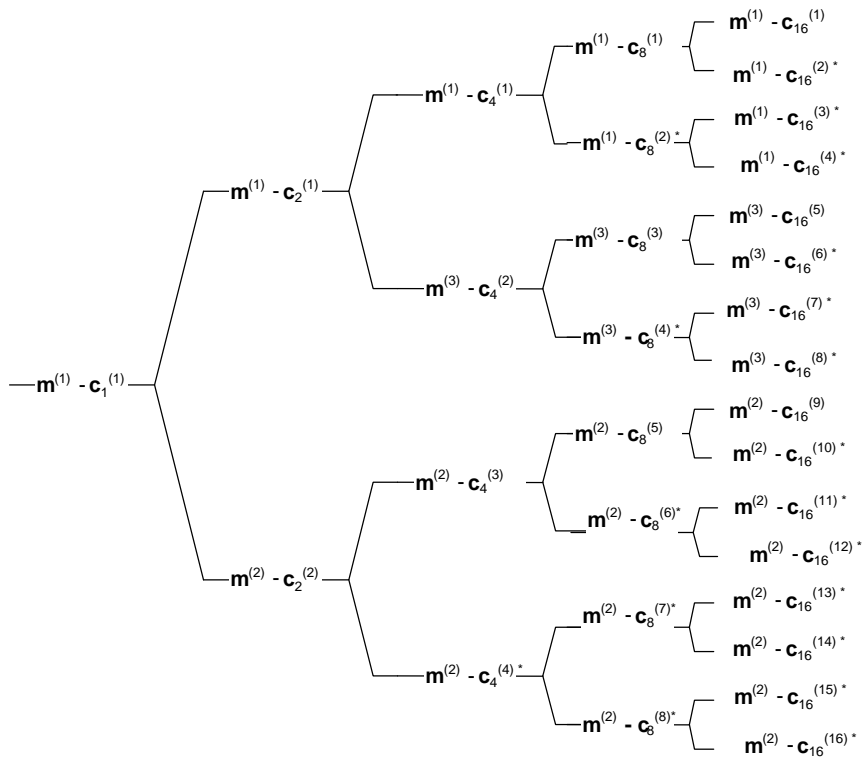 m(1) - c1(1)
m(1) - c2(1)
m(2) - c2(2)
m(1) - c4(1)
m(3) - c4(2)
m(2) - c4(3)
m(2) - c4(4) *
m(1) - c8(1)
m(1) - c8(2) *
m(3) - c8(3)
m(3) - c8(4) *
m(2) - c8(5)
m(2) - c8(6)*
m(2) - c8(7)*
m(2) - c8(8)*
m(1) - c16(1)
m(1) - c16(2) *
m(1) - c16(3) *
m(1) - c16(4) *
m(3) - c16(5)
m(3) - c16(6) *
m(3) - c16(7) *
m(3) - c16(8) *
m(2) - c16(9)
m(2) - c16(10) *
m(2) - c16(11) *
m(2) - c16(12) *
m(2) - c16(13) *
m(2) - c16(14) *
m(2) - c16(15) *
m(2) - c16(16) *